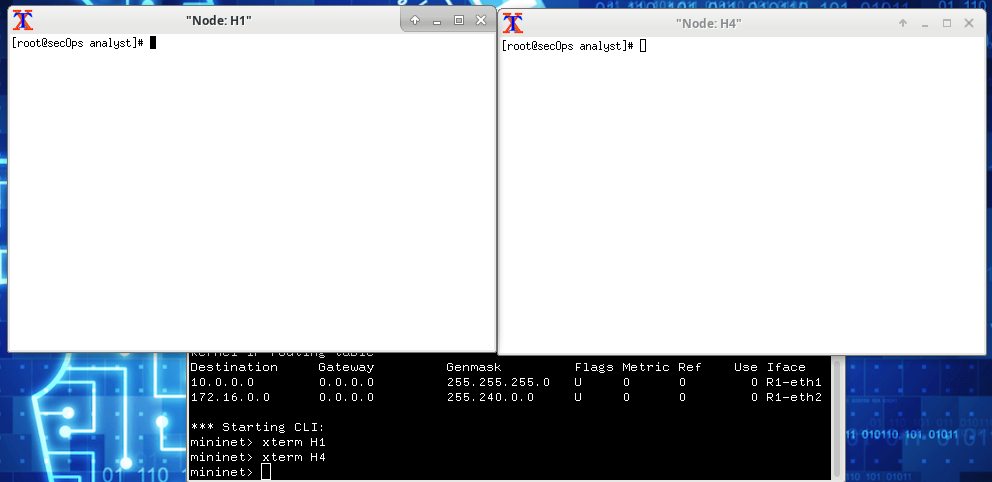 "Node: H1"
[root@secOps analyst]#
"Node: H4"
[root@secOps analyst]#
Kernel IP routing table
Destination Gateway Genmask Flags Metric Ref Use Iface
10.0.0.0 0.0.0.0 255.255.255.0 U 0 0 0 R1-eth1
172.16.0.0 0.0.0.0 255.240.0.0 U 0 0 0 R1-eth2
*** Starting CLI:
mininet> xterm H1
mininet> xterm H4
mininet>
01 110